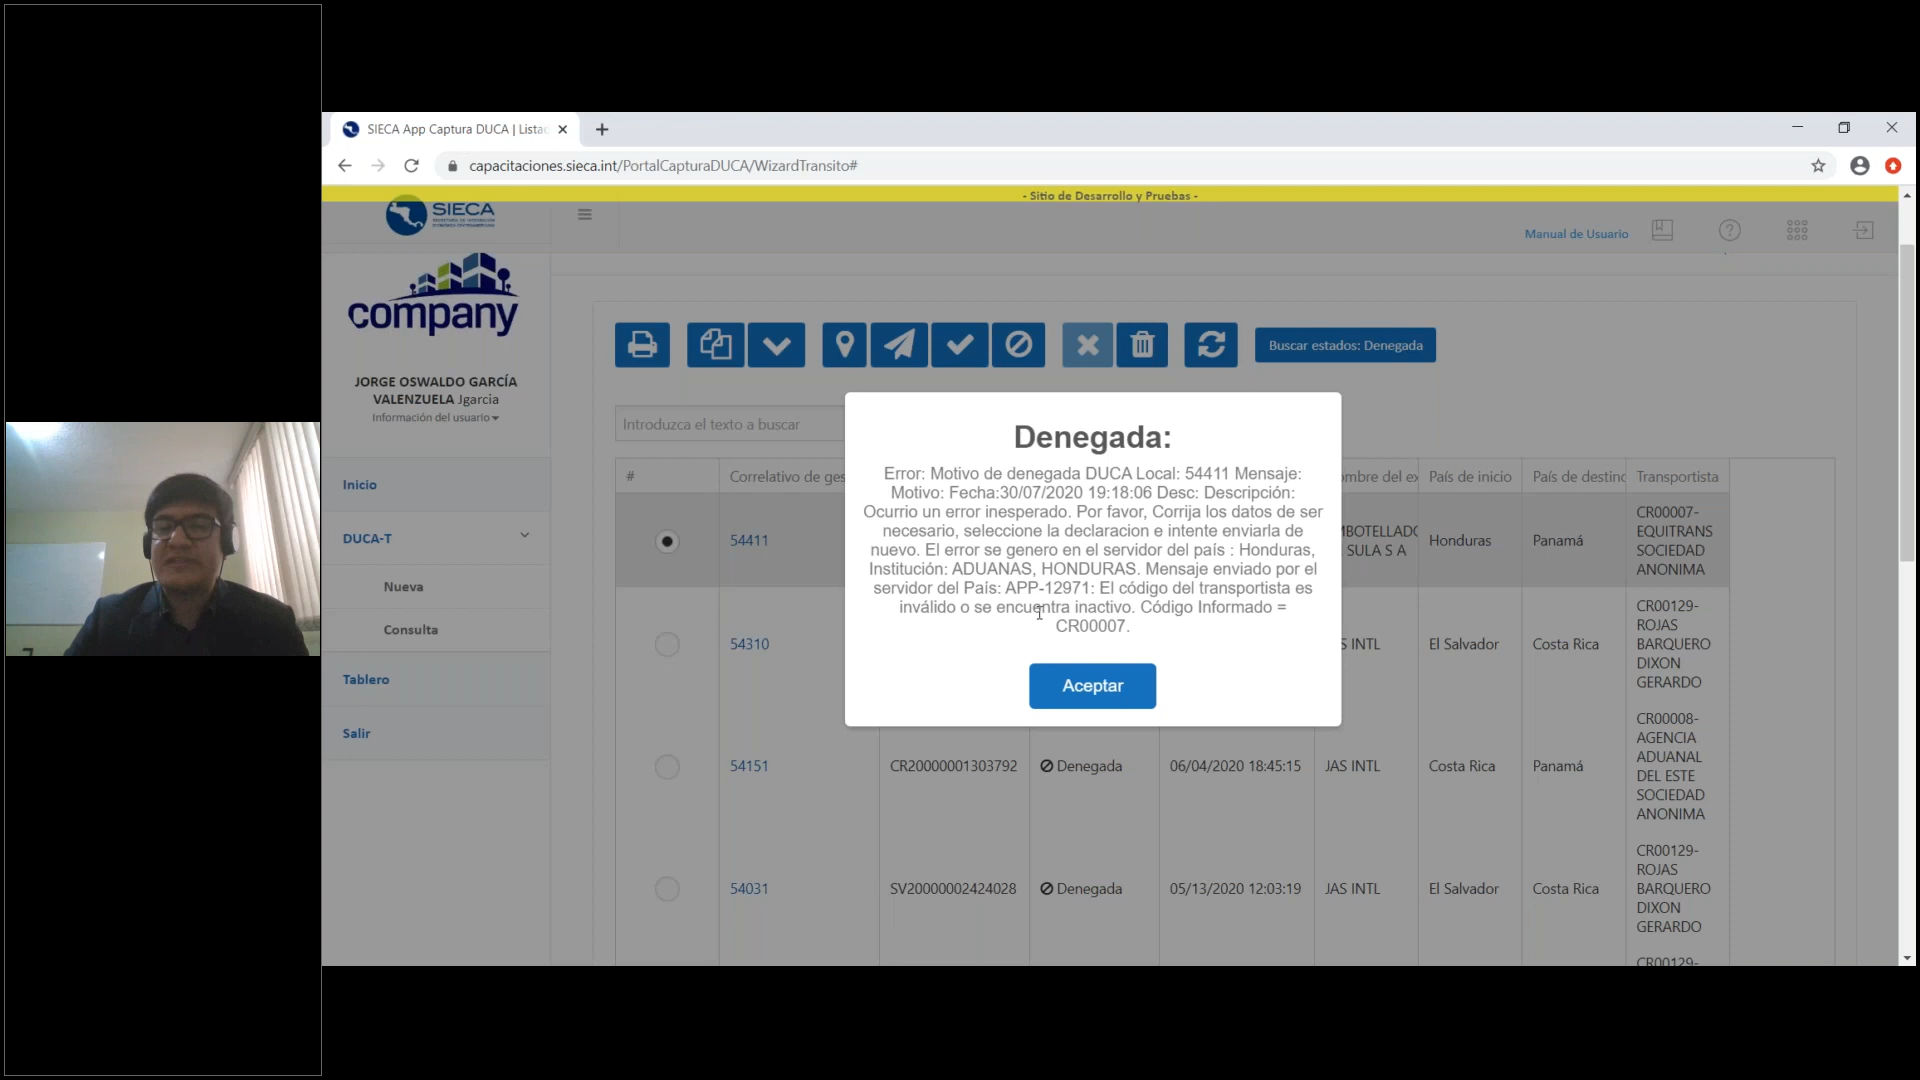 SIECA App Captura DUCA | Lista
capacitaciones.sieca.int/PortalCapturaDUCA/WizardTransito#
- Sitio de Desarrollo y Pruebas -
SIECA
Manual de Usuario
company
JORGE OSWALDO GARCÍA
VALENZUELA Jgarcia
Información del usuario
Inicio
DUCA-T
Nueva
Consulta
Tablero
Salir
Buscar estados: Denegada
Introduzca el texto a buscar
Denegada:
Error: Motivo de denegada DUCA Local: 54411 Mensaje:
Motivo: Fecha:30/07/2020 19:18:06 Desc: Descripción:
Ocurrio un error inesperado. Por favor, Corrija los datos de ser
necesario, seleccione la declaracion e intente enviarla de
nuevo. El error se genero en el servidor del país : Honduras,
Institución: ADUANAS, HONDURAS. Mensaje enviado por el
servidor del País: APP-12971: El código del transportista es
inválido o se encuentra inactivo. Código Informado =
CR00007.
Aceptar
# Correlativo de ges mbre del ex País de inicio País de destino Transportista
54411 MBOTELLADO SULA S A Honduras Panamá CR00007-
EQUITRANS
SOCIEDAD
ANONIMA
54310 S INTL El Salvador Costa Rica CR00129-
ROJAS
BARQUERO
DIXON
GERARDO
54151 CR20000001303792 Denegada 06/04/2020 18:45:15 JAS INTL Costa Rica Panamá CR00008-
AGENCIA
ADUANAL
DEL ESTE
SOCIEDAD
ANONIMA
54031 SV20000002424028 Denegada 05/13/2020 12:03:19 JAS INTL El Salvador Costa Rica CR00129-
ROJAS
BARQUERO
DIXON
GERARDO
CR00129-